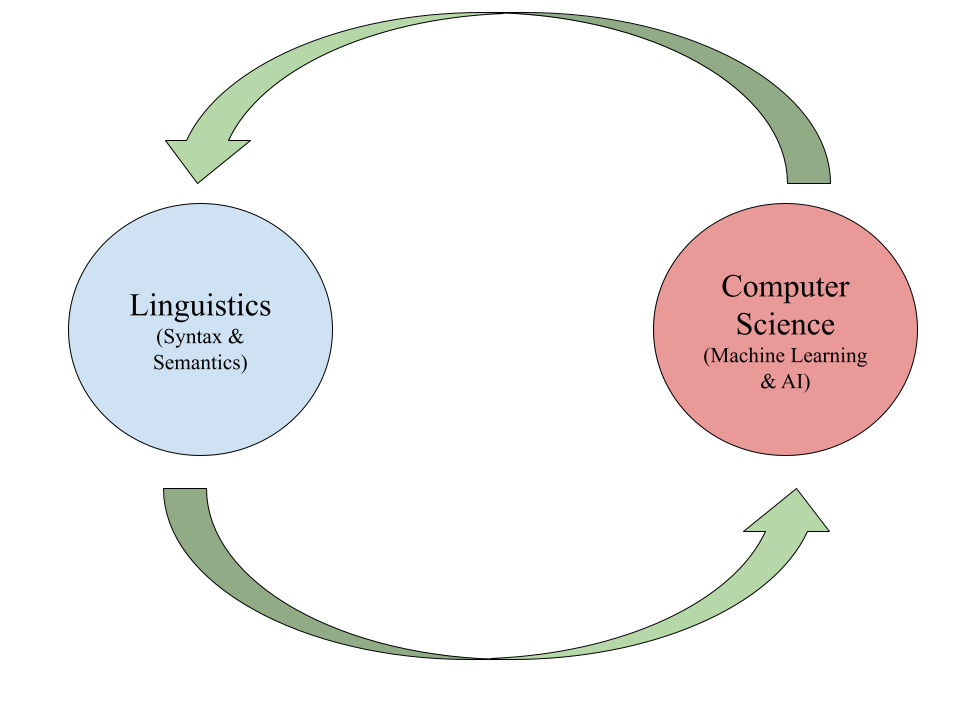 Linguistics
(Syntax &
Semantics)
Computer
Science
(Machine Learning
& AI)